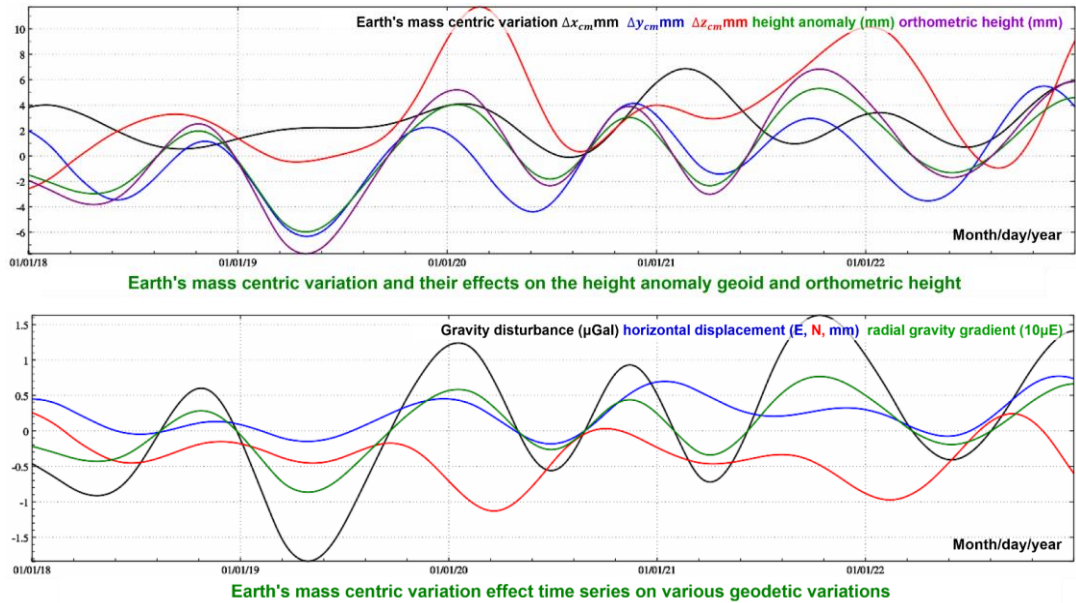 10
8
6
4
2
0
-2
-4
-6
Earth's mass centric variation Δx_cm mm Δy_cm mm Δz_cm mm height anomaly (mm) orthometric height (mm)
Month/day/year
01/01/18 01/01/19 01/01/20 01/01/21 01/01/22
Earth's mass centric variation and their effects on the height anomaly geoid and orthometric height
1.5
1
0.5
0
-0.5
-1
-1.5
Gravity disturbance (μGal) horizontal displacement (E, N, mm) radial gravity gradient (10μE)
Month/day/year
01/01/18 01/01/19 01/01/20 01/01/21 01/01/22
Earth's mass centric variation effect time series on various geodetic variations